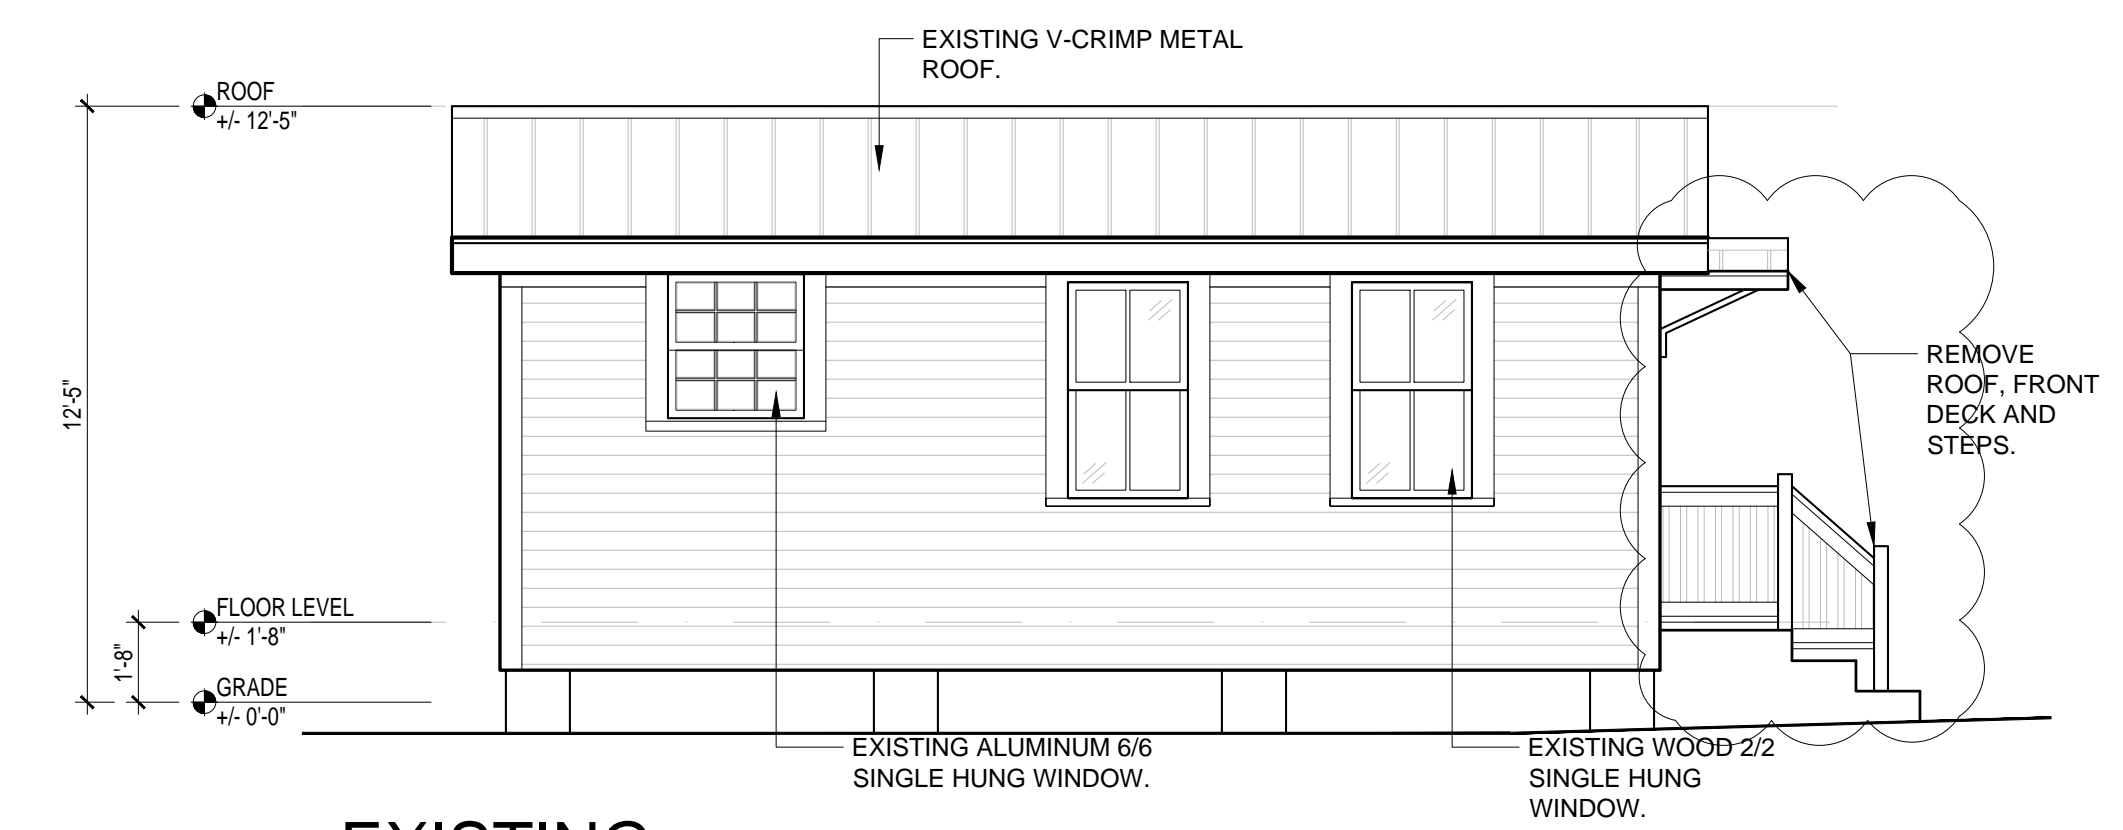 EXISTING V-CRIMP METAL
ROOF.
ROOF
+/- 12'-5"
12'-5"
REMOVE
ROOF, FRONT
DECK AND
STEPS.
FLOOR LEVEL
+/- 1'-8"
1'-8"
GRADE
+/- 0'-0"
EXISTING ALUMINUM 6/6
SINGLE HUNG WINDOW.
EXISTING WOOD 2/2
SINGLE HUNG
WINDOW.
EXISTING